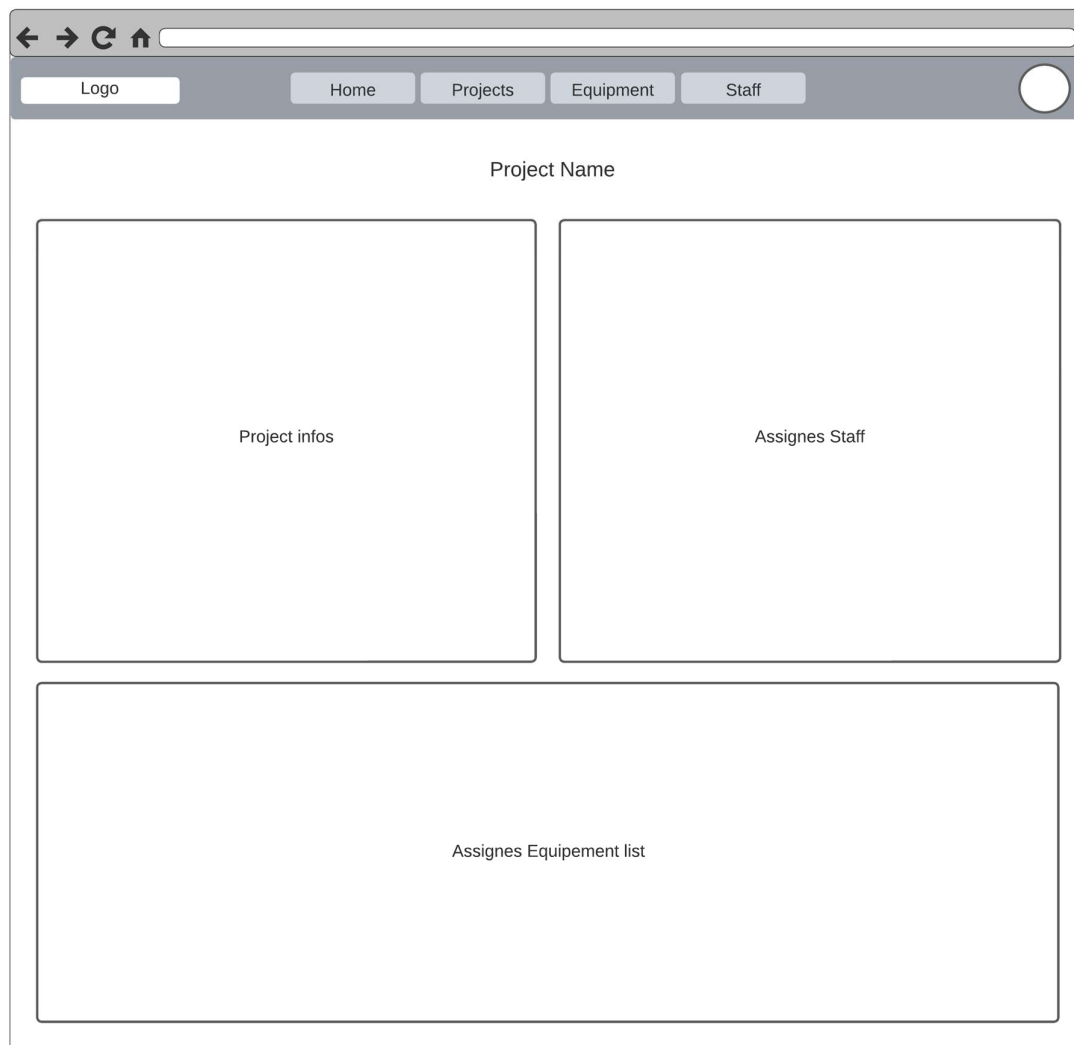 Logo
Home
Projects
Equipment
Staff
Project Name
Project infos
Assignes Staff
Assignes Equipement list